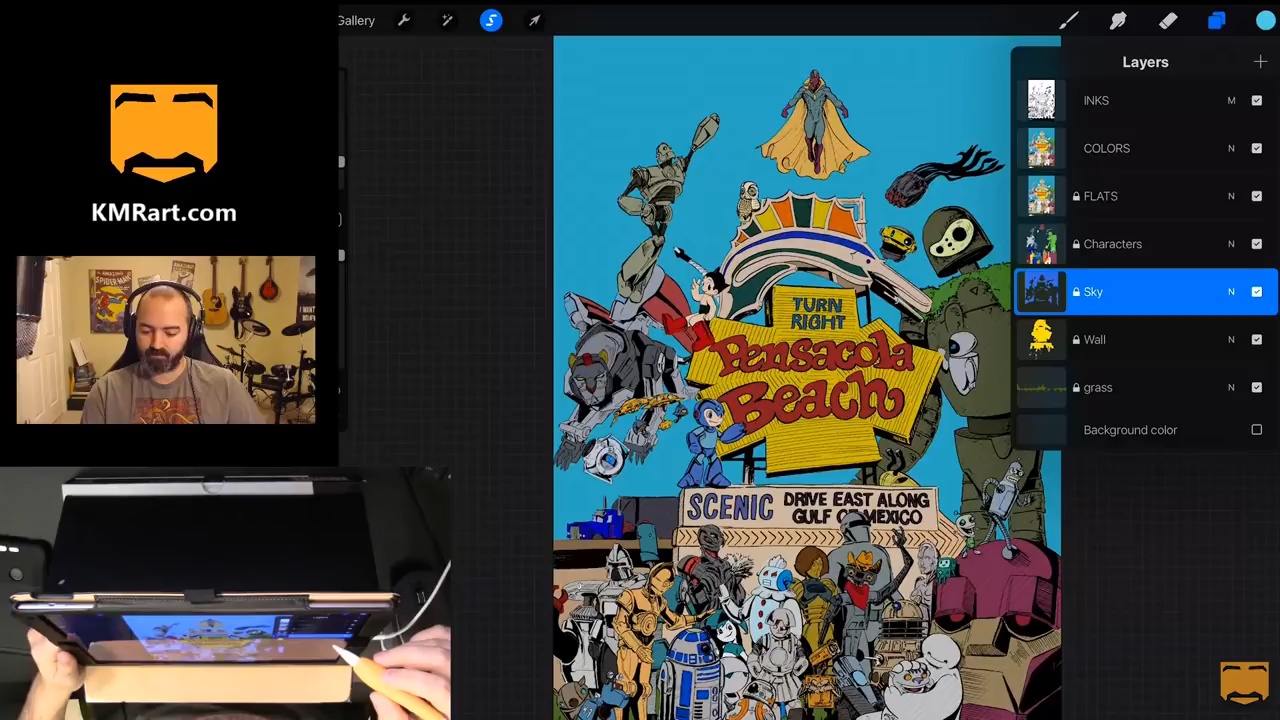 Gallery
Layers
INKS
M
COLORS
N
FLATS
N
Characters
N
Sky
N
Wall
N
grass
N
Background color
KMRart.com
TURN
RIGHT
Pensacola
Beach
SCENIC
DRIVE EAST ALONG
GULF OF MEXICO